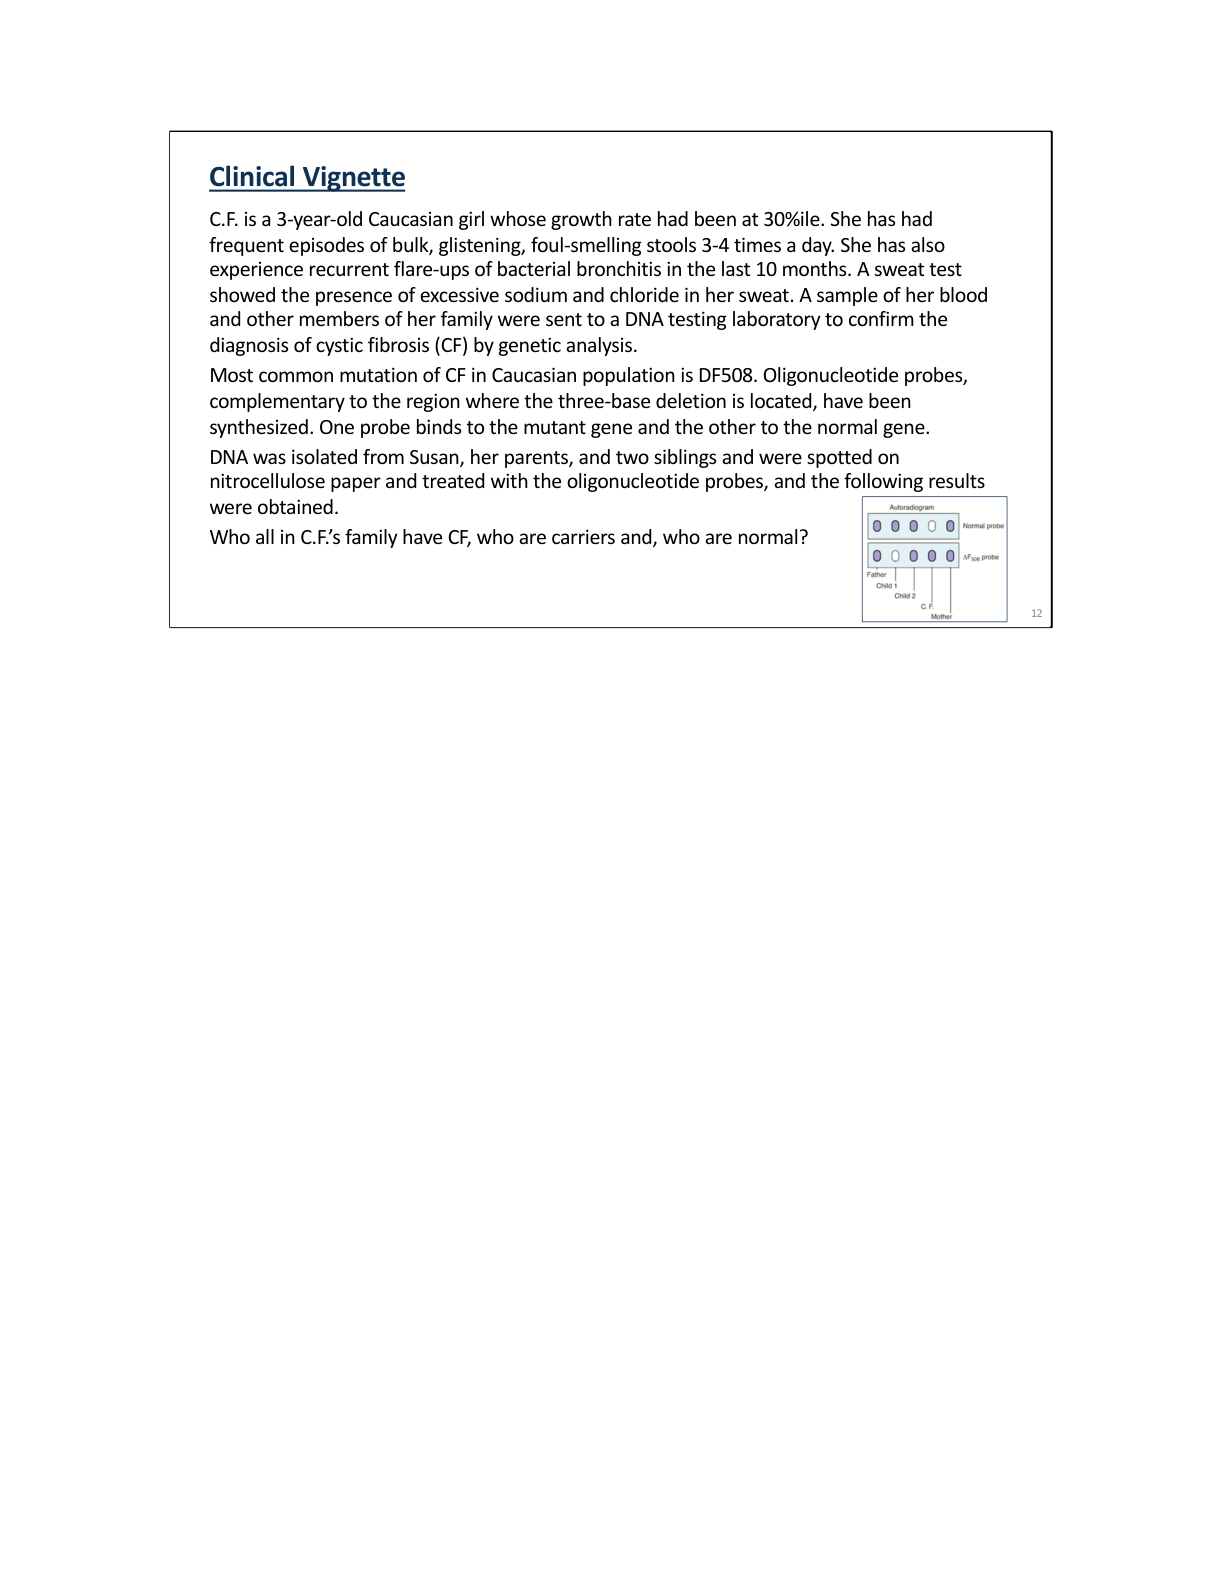 Clinical Vignette
C.F. is a 3-year-old Caucasian girl whose growth rate had been at 30%ile. She has had
frequent episodes of bulk, glistening, foul-smelling stools 3-4 times a day. She has also
experience recurrent flare-ups of bacterial bronchitis in the last 10 months. A sweat test
showed the presence of excessive sodium and chloride in her sweat. A sample of her blood
and other members of her family were sent to a DNA testing laboratory to confirm the
diagnosis of cystic fibrosis (CF) by genetic analysis.
Most common mutation of CF in Caucasian population is DF508. Oligonucleotide probes,
complementary to the region where the three-base deletion is located, have been
synthesized. One probe binds to the mutant gene and the other to the normal gene.
DNA was isolated from Susan, her parents, and two siblings and were spotted on
nitrocellulose paper and treated with the oligonucleotide probes, and the following results
were obtained.
Who all in C.F.’s family have CF, who are carriers and, who are normal?
Autoradiogram
Normal probe
ΔF508 probe
Father
Child 1
Child 2
C. F.
Mother
12